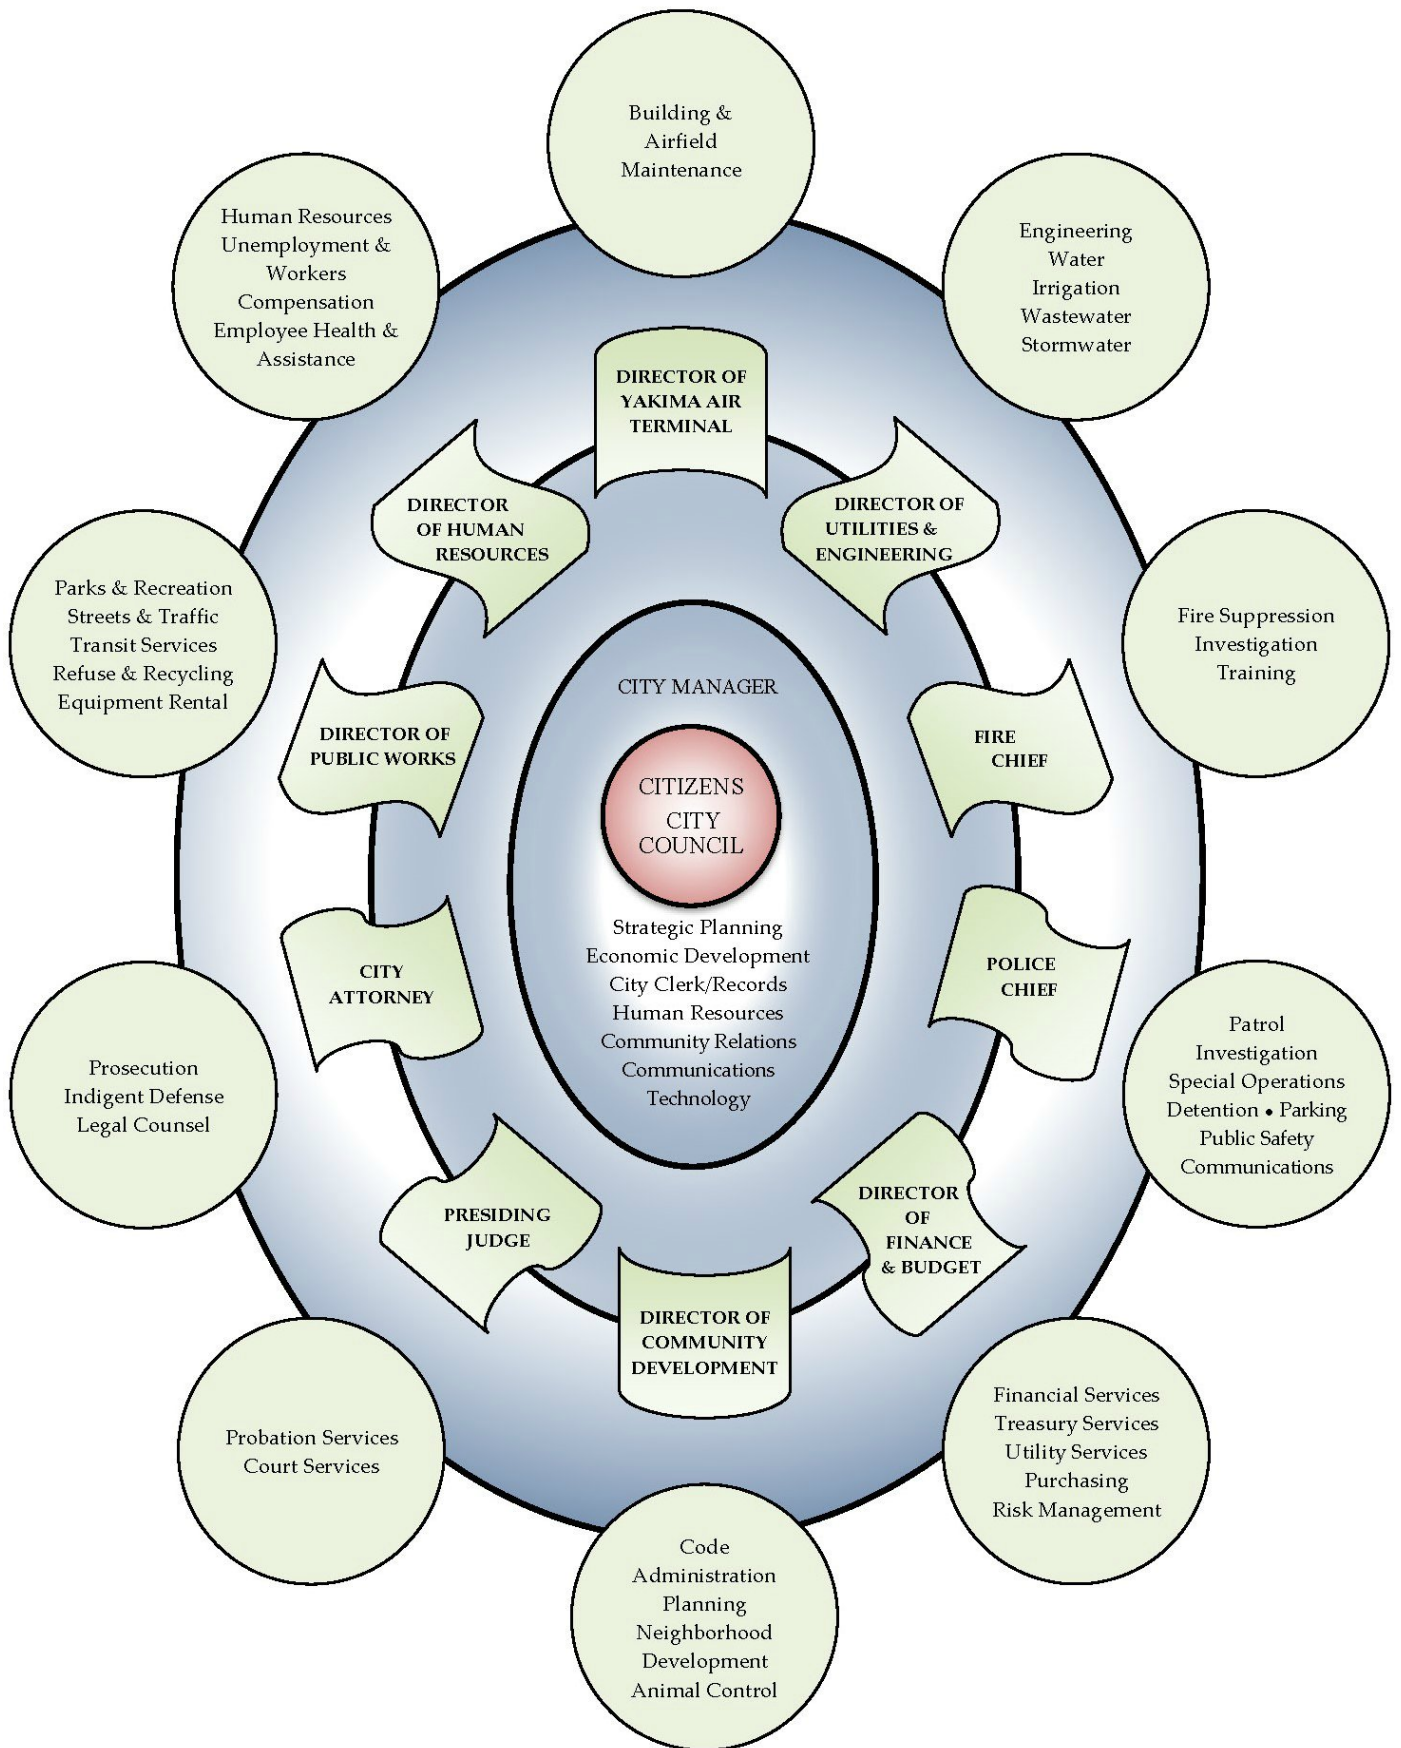 Building &
Airfield
Maintenance
Human Resources
Unemployment &
Workers
Compensation
Employee Health &
Assistance
Engineering
Water
Irrigation
Wastewater
Stormwater
DIRECTOR OF
YAKIMA AIR
TERMINAL
DIRECTOR
OF HUMAN
RESOURCES
DIRECTOR OF
UTILITIES &
ENGINEERING
Parks & Recreation
Streets & Traffic
Transit Services
Refuse & Recycling
Equipment Rental
Fire Suppression
Investigation
Training
DIRECTOR OF
PUBLIC WORKS
FIRE
CHIEF
CITY MANAGER
CITIZENS
CITY
COUNCIL
Strategic Planning
Economic Development
City Clerk/Records
Human Resources
Community Relations
Communications
Technology
CITY
ATTORNEY
POLICE
CHIEF
Prosecution
Indigent Defense
Legal Counsel
Patrol
Investigation
Special Operations
Detention • Parking
Public Safety
Communications
PRESIDING
JUDGE
DIRECTOR
OF
FINANCE
& BUDGET
DIRECTOR OF
COMMUNITY
DEVELOPMENT
Probation Services
Court Services
Financial Services
Treasury Services
Utility Services
Purchasing
Risk Management
Code
Administration
Planning
Neighborhood
Development
Animal Control